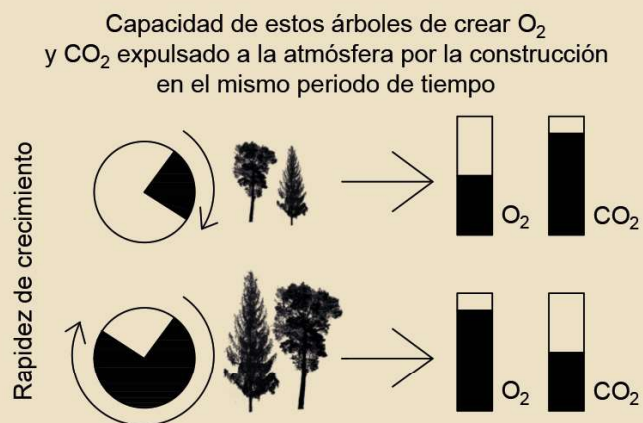 Capacidad de estos árboles de crear O₂
y CO₂ expulsado a la atmósfera por la construcción
en el mismo periodo de tiempo
Rapidez de crecimiento
O₂
CO₂
O₂
CO₂